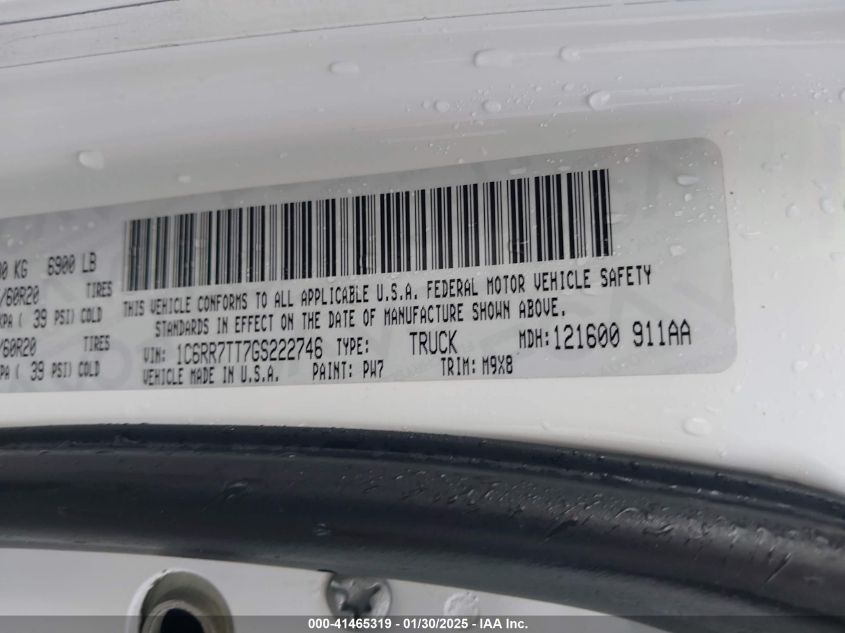 KG 6900 LB
/60R20 TIRES
KPA ( 39 PSI) COLD
/60R20 TIRES
PA ( 39 PSI) COLD
THIS VEHICLE CONFORMS TO ALL APPLICABLE U.S.A. FEDERAL MOTOR VEHICLE SAFETY
STANDARDS IN EFFECT ON THE DATE OF MANUFACTURE SHOWN ABOVE.
VIN: 1C6RR7TT7GS222746 TYPE: TRUCK MDH: 121600 911AA
VEHICLE MADE IN U.S.A. PAINT: PW7 TRIM: M9X8
000-41465319 - 01/30/2025 - IAA Inc.